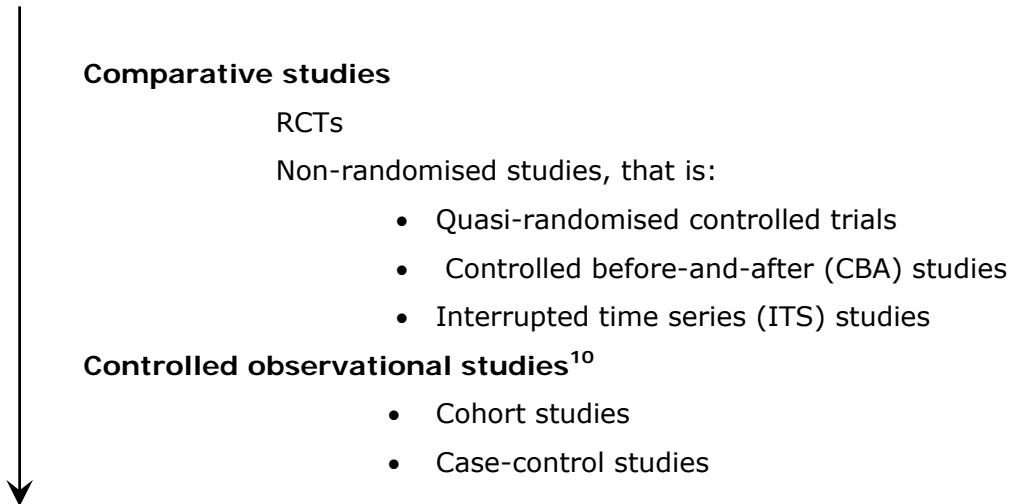 Comparative studies
RCTs
Non-randomised studies, that is:
• Quasi-randomised controlled trials
• Controlled before-and-after (CBA) studies
• Interrupted time series (ITS) studies
Controlled observational studies¹⁰
• Cohort studies
• Case-control studies